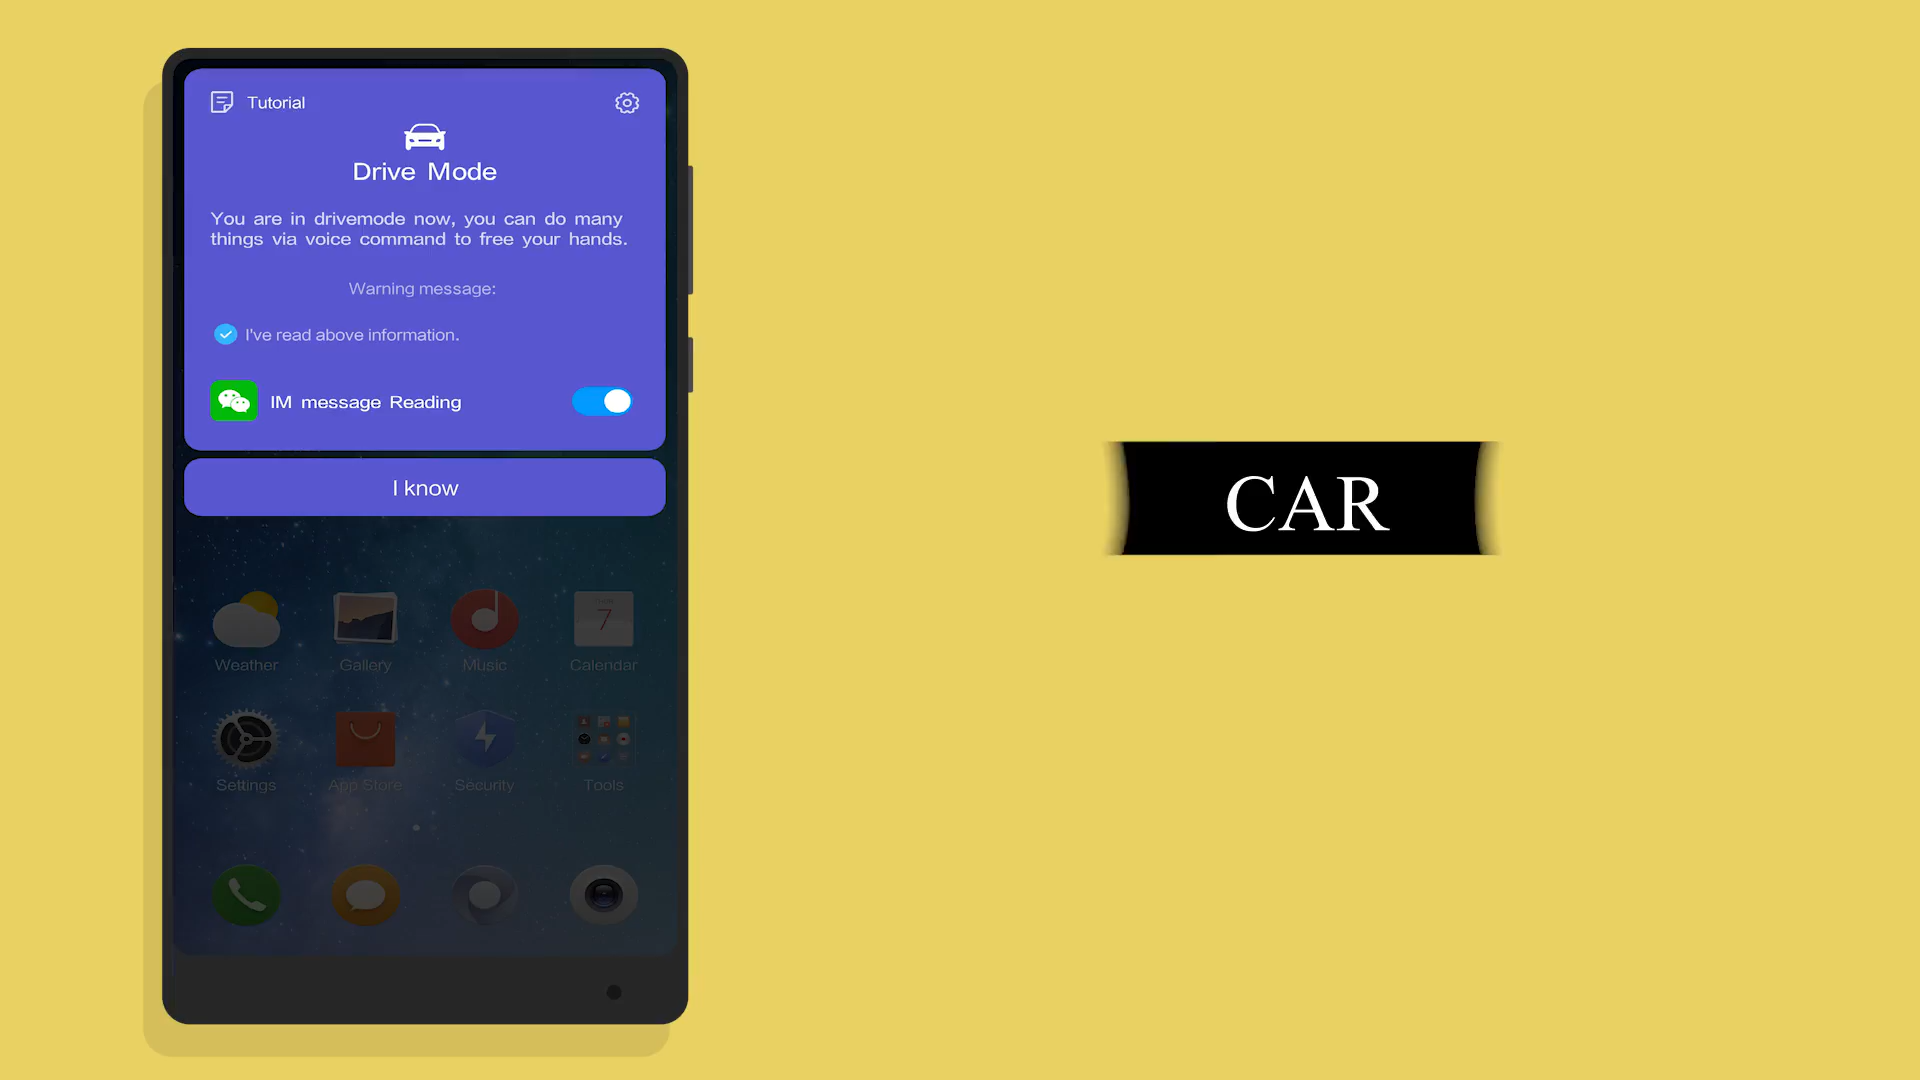 Tutorial
Drive Mode
You are in drivemode now, you can do many
things via voice command to free your hands.
Warning message:
I've read above information.
IM message Reading
I know
7
Weather
Gallery
Music
Calendar
Settings
App Store
Security
Tools
CAR